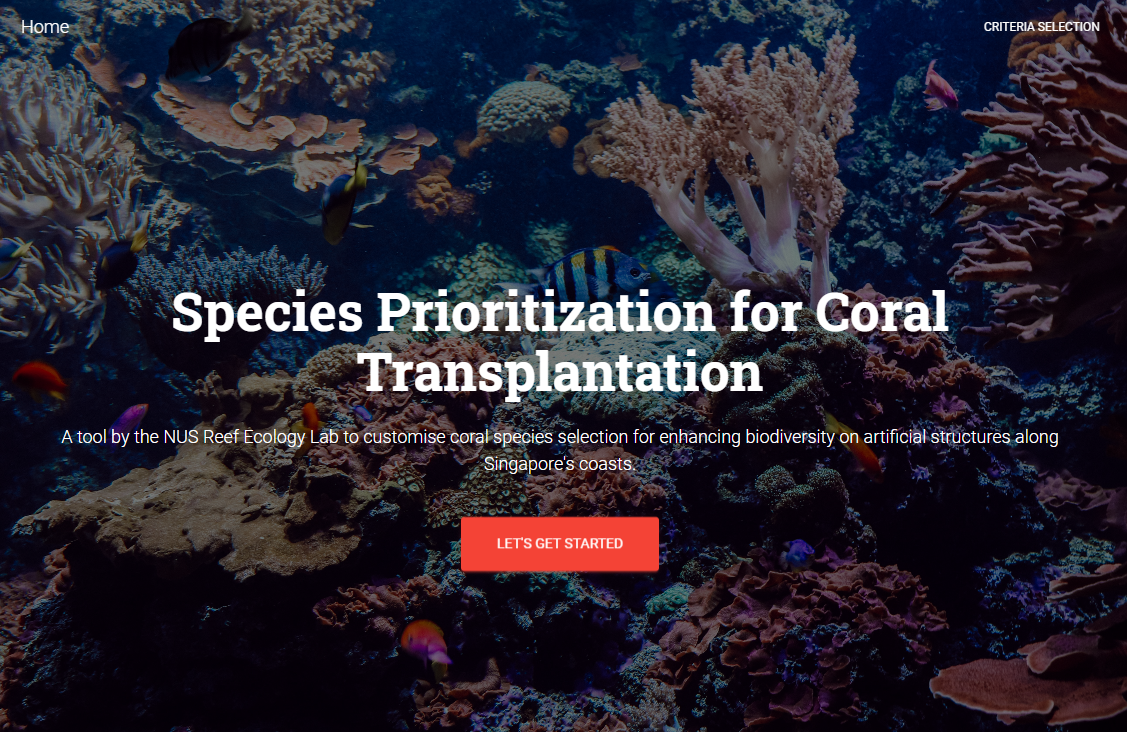 Home
CRITERIA SELECTION
Species Prioritization for Coral
Transplantation
A tool by the NUS Reef Ecology Lab to customise coral species selection for enhancing biodiversity on artificial structures along
Singapore's coasts.
LET'S GET STARTED